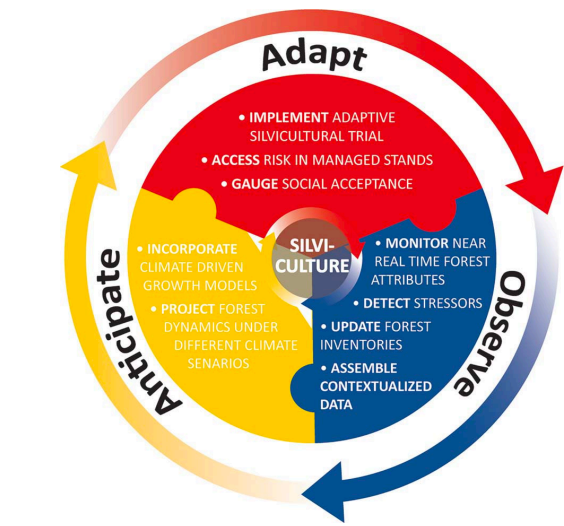 Adapt
• IMPLEMENT ADAPTIVE
SILVICULTURAL TRIAL
• ACCESS RISK IN MANAGED STANDS
• GAUGE SOCIAL ACCEPTANCE
SILVI-
CULTURE
Observe
• MONITOR NEAR
REAL TIME FOREST
ATTRIBUTES
• DETECT STRESSORS
• UPDATE FOREST
INVENTORIES
• ASSEMBLE
CONTEXTUALIZED
DATA
Anticipate
• INCORPORATE
CLIMATE DRIVEN
GROWTH MODELS
• PROJECT FOREST
DYNAMICS UNDER
DIFFERENT CLIMATE
SENARIOS